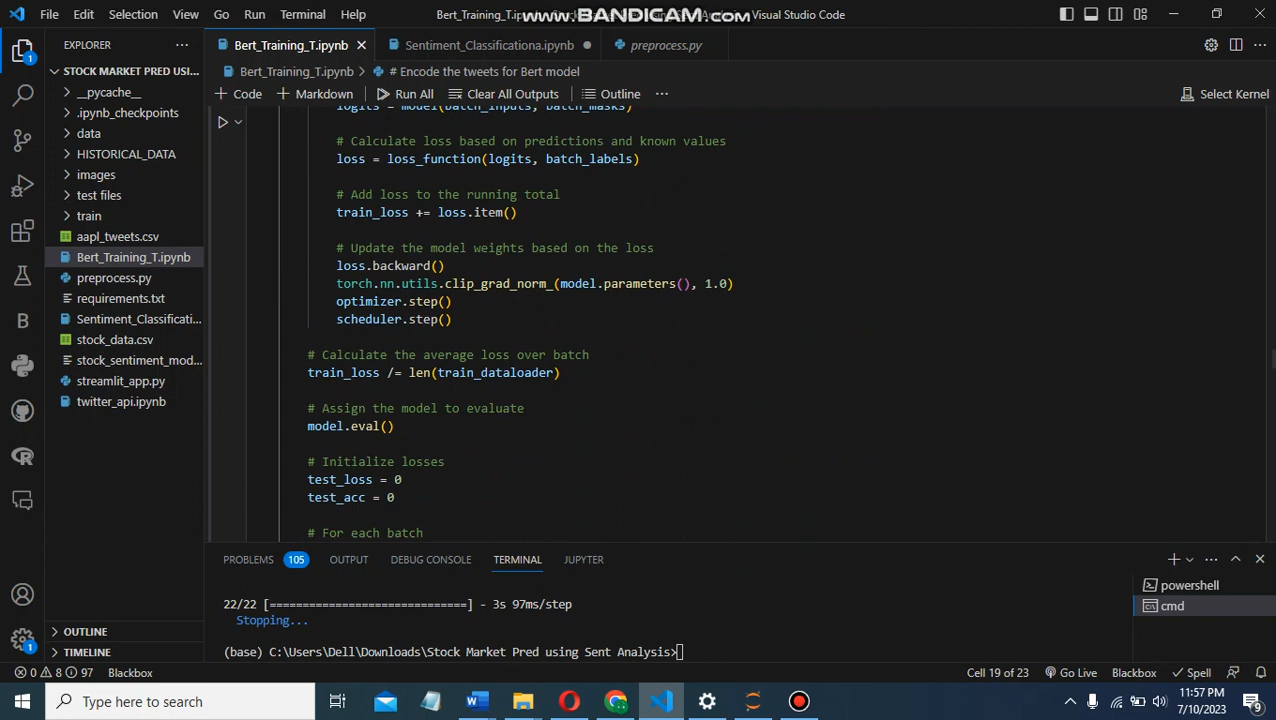 File Edit Selection View Go Run Terminal Help
Bert_Training_T.i
www.BANDICAM.com
Visual Studio Code
EXPLORER
Bert_Training_T.ipynb
Sentiment_Classificationa.ipynb
preprocess.py
STOCK MARKET PRED USI...
Bert_Training_T.ipynb > # Encode the tweets for Bert model
+ Code + Markdown Run All Clear All Outputs Outline ... Select Kernel
__pycache__
.ipynb_checkpoints
data
HISTORICAL_DATA
images
test files
train
aapl_tweets.csv
Bert_Training_T.ipynb
preprocess.py
requirements.txt
Sentiment_Classificati...
stock_data.csv
stock_sentiment_mod...
streamlit_app.py
twitter_api.ipynb
OUTLINE
TIMELINE
logits = model(batch_inputs, batch_masks)
# Calculate loss based on predictions and known values
loss = loss_function(logits, batch_labels)
# Add loss to the running total
train_loss += loss.item()
# Update the model weights based on the loss
loss.backward()
torch.nn.utils.clip_grad_norm_(model.parameters(), 1.0)
optimizer.step()
scheduler.step()
# Calculate the average loss over batch
train_loss /= len(train_dataloader)
# Assign the model to evaluate
model.eval()
# Initialize losses
test_loss = 0
test_acc = 0
# For each batch
PROBLEMS 105 OUTPUT DEBUG CONSOLE TERMINAL JUPYTER
22/22 [==============================] - 3s 97ms/step
Stopping...
(base) C:\Users\Dell\Downloads\Stock Market Pred using Sent Analysis>
powershell
cmd
0 8 97 Blackbox Cell 19 of 23 Go Live Blackbox Spell
Type here to search
11:57 PM
7/10/2023
9